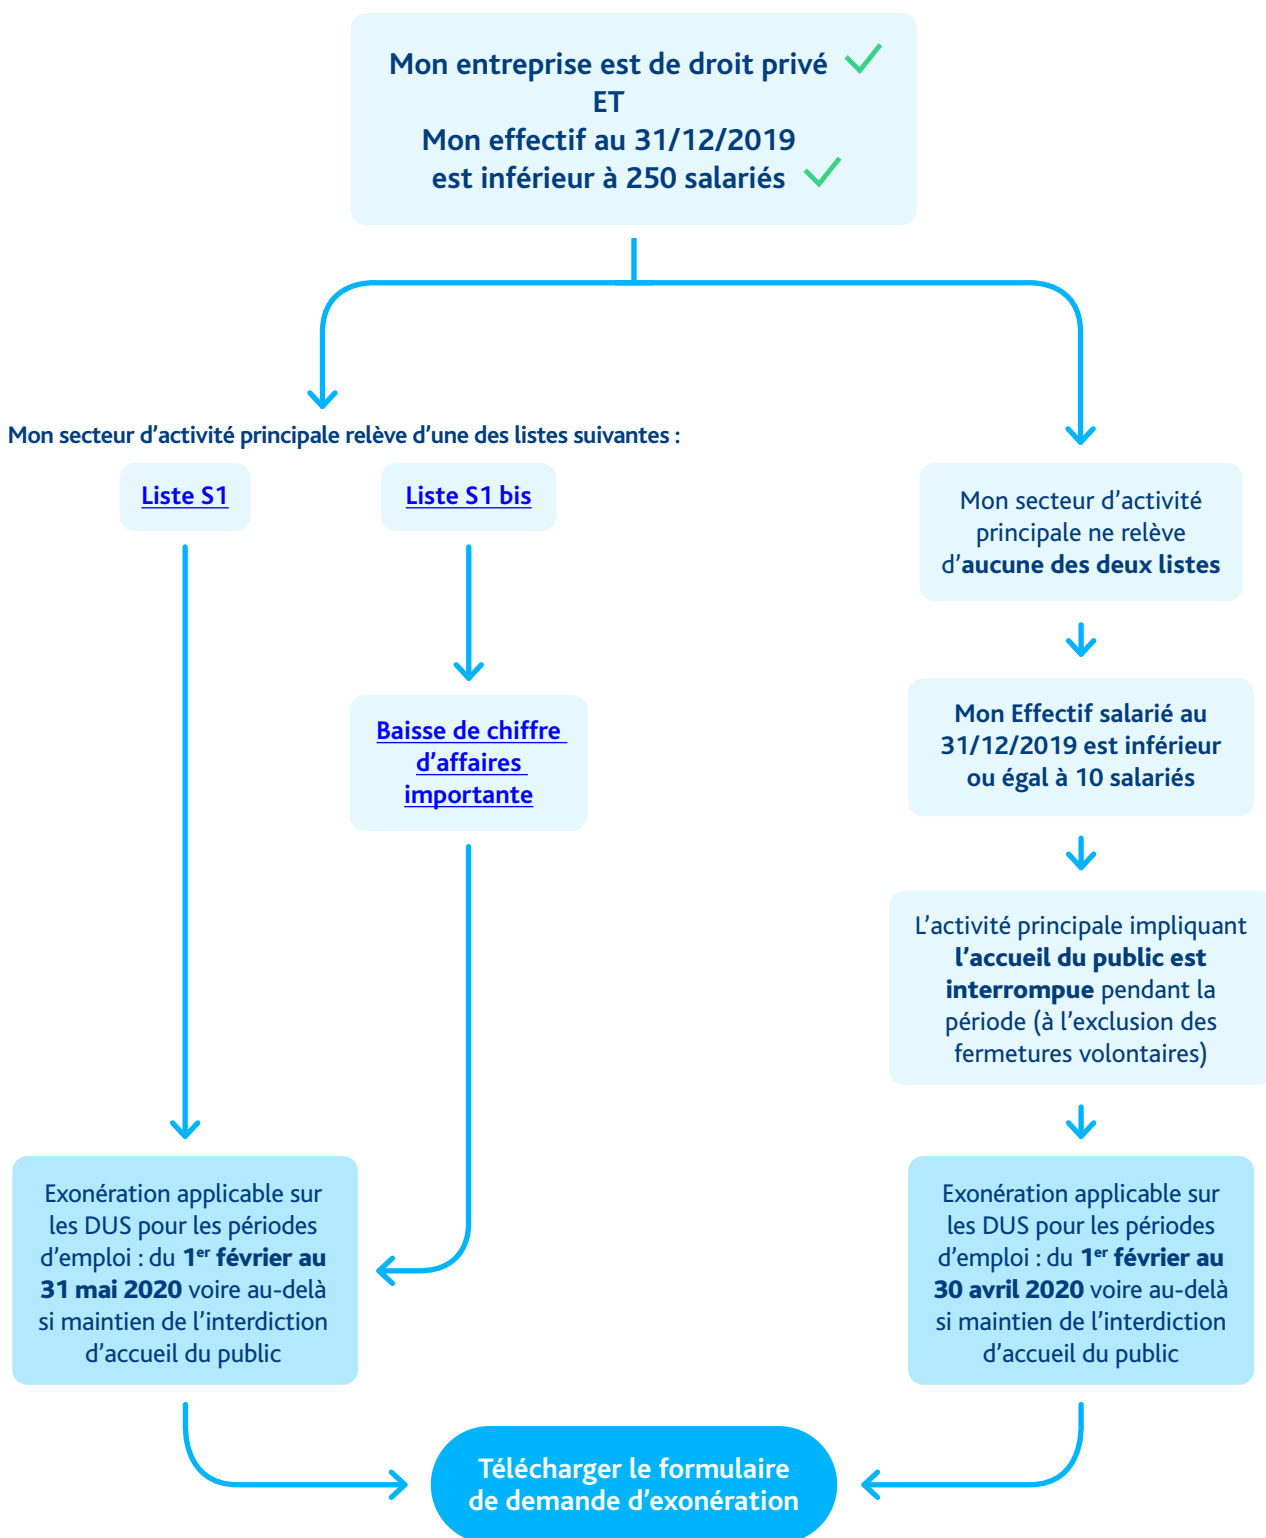 Mon entreprise est de droit privé
ET
Mon effectif au 31/12/2019
est inférieur à 250 salariés
Mon secteur d’activité principale relève d’une des listes suivantes :
Liste S1
Liste S1 bis
Baisse de chiffre
d’affaires
importante
Mon secteur d’activité
principale ne relève
d’aucune des deux listes
Mon Effectif salarié au
31/12/2019 est inférieur
ou égal à 10 salariés
L’activité principale impliquant
l’accueil du public est
interrompue pendant la
période (à l’exclusion des
fermetures volontaires)
Exonération applicable sur
les DUS pour les périodes
d’emploi : du 1er février au
31 mai 2020 voire au-delà
si maintien de l’interdiction
d’accueil du public
Exonération applicable sur
les DUS pour les périodes
d’emploi : du 1er février au
30 avril 2020 voire au-delà
si maintien de l’interdiction
d’accueil du public
Télécharger le formulaire
de demande d’exonération